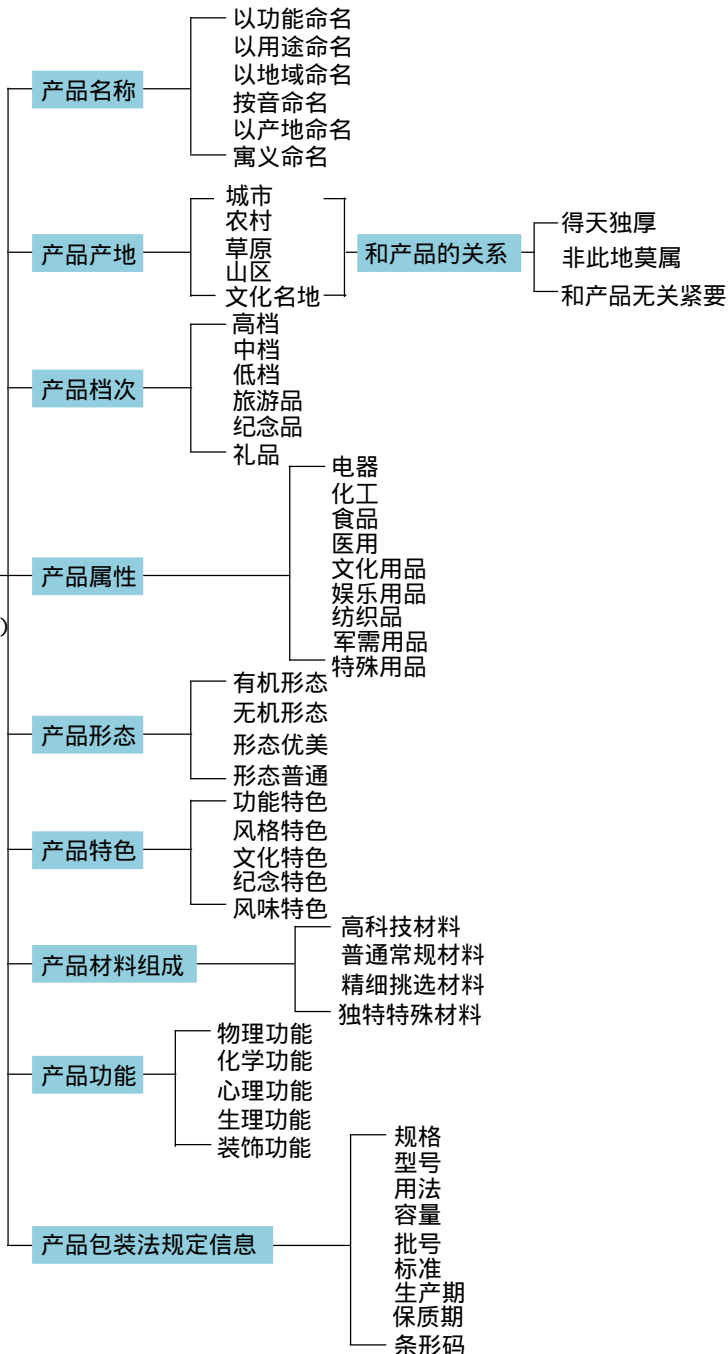 以功能命名
以用途命名
以地域命名
产品名称
按音命名
以产地命名
寓义命名
城市
农村
草原
山区
文化名地
产品产地
和产品的关系
得天独厚
非此地莫属
和产品无关紧要
高档
中档
低档
旅游品
纪念品
礼品
产品档次
电器
化工
食品
医用
文化用品
娱乐用品
纺织品
军需用品
特殊用品
产品属性
)
有机形态
无机形态
形态优美
形态普通
产品形态
功能特色
风格特色
文化特色
纪念特色
风味特色
产品特色
高科技材料
普通常规材料
精细挑选材料
独特特殊材料
产品材料组成
物理功能
化学功能
心理功能
生理功能
装饰功能
产品功能
规格
型号
用法
容量
批号
标准
生产期
保质期
条形码
产品包装法规定信息